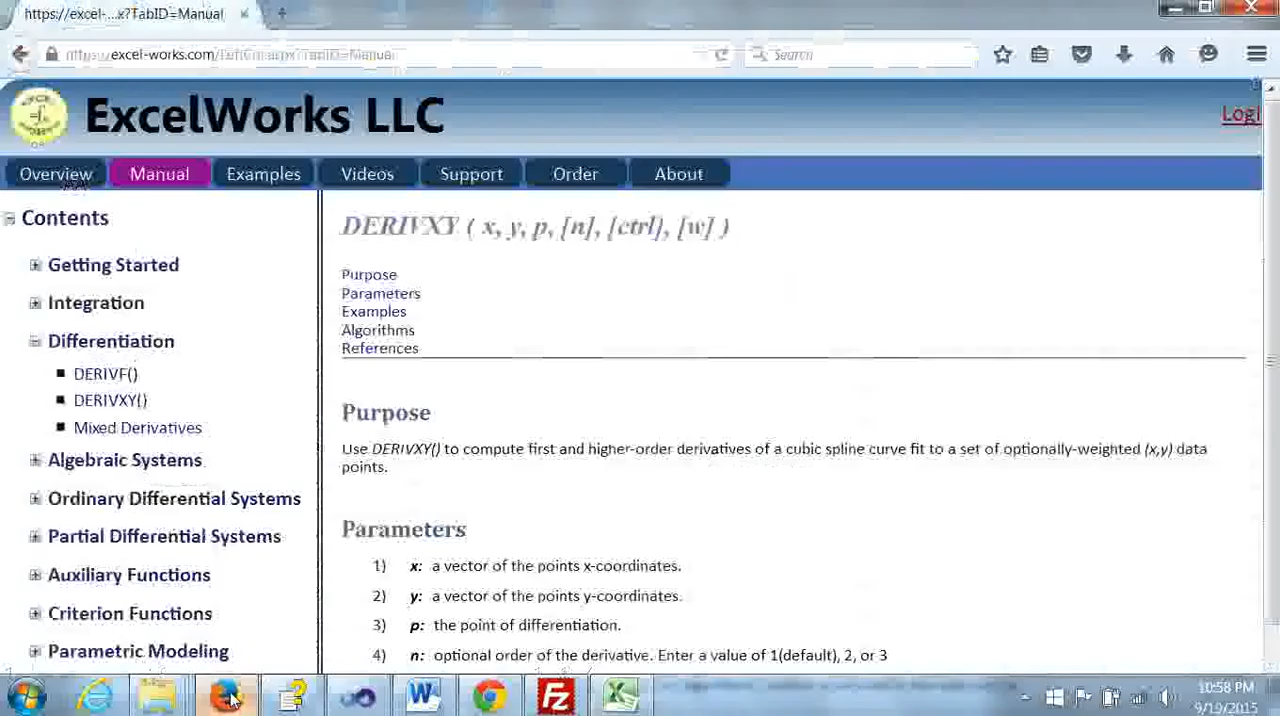 https://excel-...x?TabID=Manual
excel-works.com/
Search
ExcelWorks LLC
Logi
Overview Manual Examples Videos Support Order About
Contents
Getting Started
Integration
Differentiation
DERIVF()
DERIVXY()
Mixed Derivatives
Algebraic Systems
Ordinary Differential Systems
Partial Differential Systems
Auxiliary Functions
Criterion Functions
Parametric Modeling
DERIVXY ( x, y, p, [n], [ctrl], [w] )
Purpose
Parameters
Examples
Algorithms
References
Purpose
Use DERIVXY() to compute first and higher-order derivatives of a cubic spline curve fit to a set of optionally-weighted (x,y) data
points.
Parameters
1) x: a vector of the points x-coordinates.
2) y: a vector of the points y-coordinates.
3) p: the point of differentiation.
4) n: optional order of the derivative. Enter a value of 1(default), 2, or 3
10:58 PM
9/19/2015